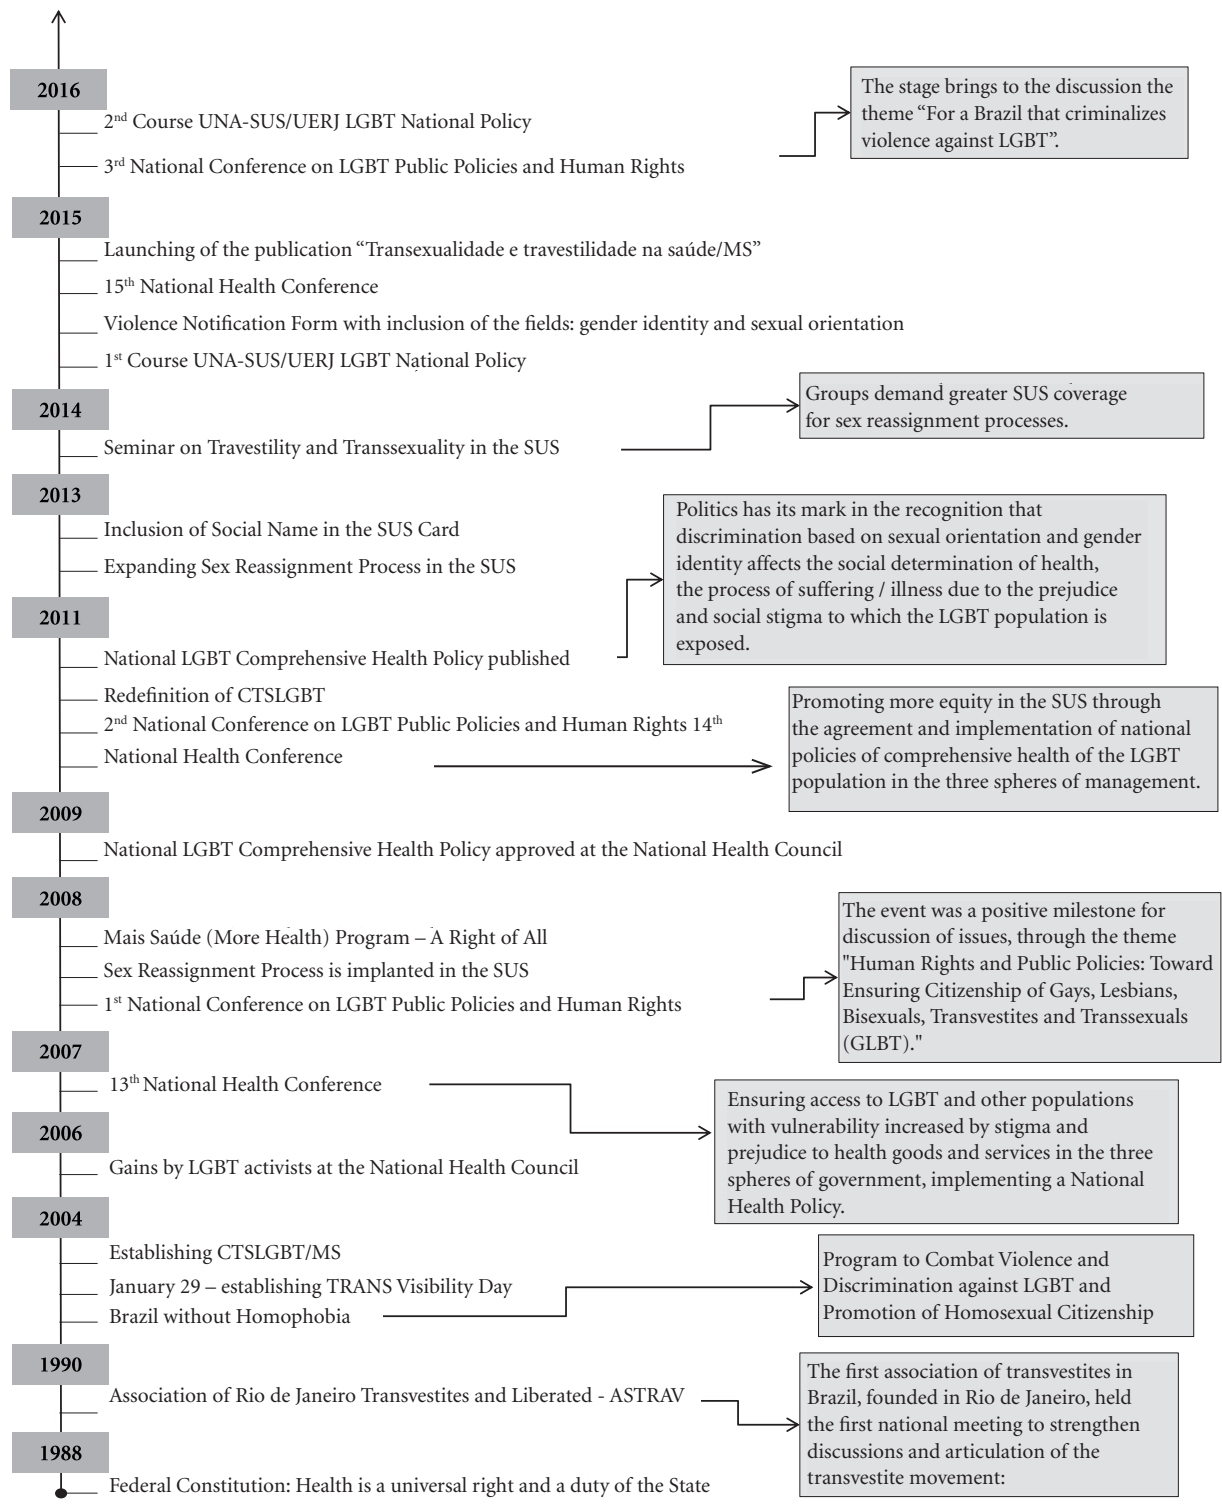 2016
2nd Course UNA-SUS/UERJ LGBT National Policy
3rd National Conference on LGBT Public Policies and Human Rights
The stage brings to the discussion the
theme “For a Brazil that criminalizes
violence against LGBT”.
2015
Launching of the publication “Transexualidade e travestilidade na saúde/MS”
15th National Health Conference
Violence Notification Form with inclusion of the fields: gender identity and sexual orientation
1st Course UNA-SUS/UERJ LGBT National Policy
2014
Seminar on Travestility and Transsexuality in the SUS
Groups demand greater SUS coverage
for sex reassignment processes.
2013
Inclusion of Social Name in the SUS Card
Expanding Sex Reassignment Process in the SUS
2011
National LGBT Comprehensive Health Policy published
Politics has its mark in the recognition that
discrimination based on sexual orientation and gender
identity affects the social determination of health,
the process of suffering / illness due to the prejudice
and social stigma to which the LGBT population is
exposed.
Redefinition of CTSLGBT
2nd National Conference on LGBT Public Policies and Human Rights 14th
National Health Conference
Promoting more equity in the SUS through
the agreement and implementation of national
policies of comprehensive health of the LGBT
population in the three spheres of management.
2009
National LGBT Comprehensive Health Policy approved at the National Health Council
2008
Mais Saúde (More Health) Program – A Right of All
Sex Reassignment Process is implanted in the SUS
1st National Conference on LGBT Public Policies and Human Rights
The event was a positive milestone for
discussion of issues, through the theme
"Human Rights and Public Policies: Toward
Ensuring Citizenship of Gays, Lesbians,
Bisexuals, Transvestites and Transsexuals
(GLBT)."
2007
13th National Health Conference
Ensuring access to LGBT and other populations
with vulnerability increased by stigma and
prejudice to health goods and services in the three
spheres of government, implementing a National
Health Policy.
2006
Gains by LGBT activists at the National Health Council
2004
Establishing CTSLGBT/MS
January 29 – establishing TRANS Visibility Day
Brazil without Homophobia
Program to Combat Violence and
Discrimination against LGBT and
Promotion of Homosexual Citizenship
1990
Association of Rio de Janeiro Transvestites and Liberated - ASTRAV
The first association of transvestites in
Brazil, founded in Rio de Janeiro, held
the first national meeting to strengthen
discussions and articulation of the
transvestite movement:
1988
Federal Constitution: Health is a universal right and a duty of the State